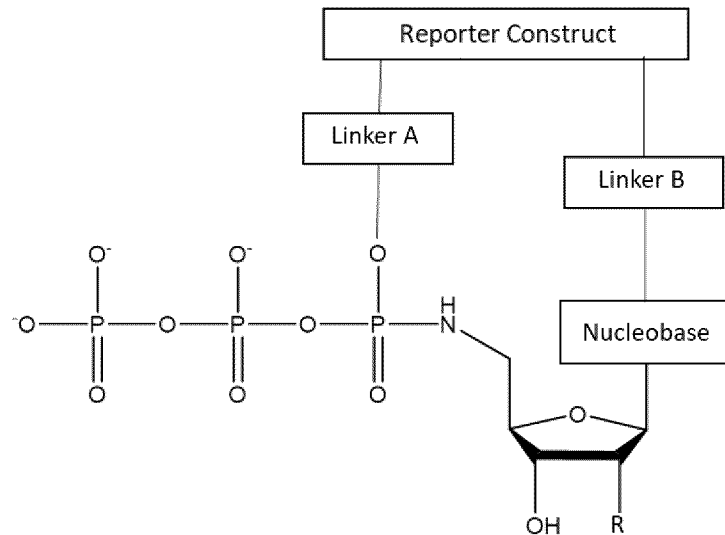 Reporter Construct
Linker A
Linker B
O⁻ O⁻ O
⁻O P O P O P H N Nucleobase
O O O O
OH R